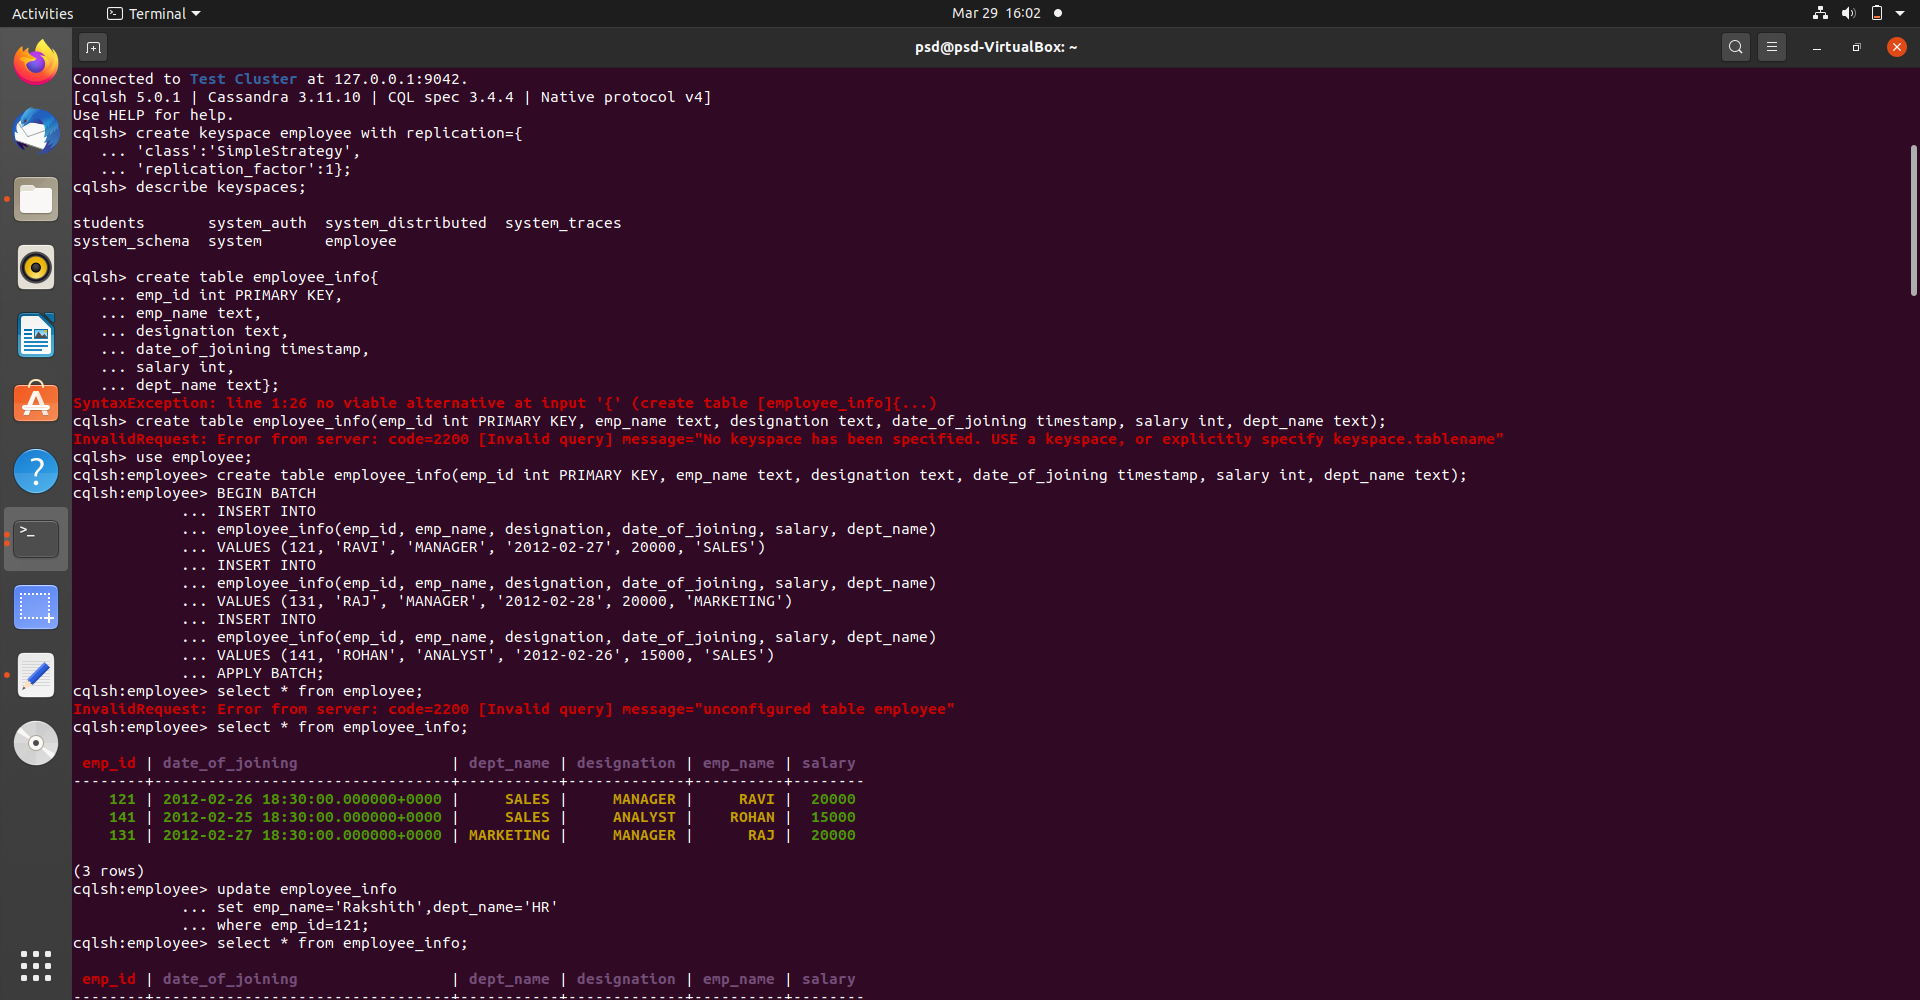 Activities
Terminal
Mar 29 16:02
psd@psd-VirtualBox: ~
Connected to Test Cluster at 127.0.0.1:9042.
[cqlsh 5.0.1 | Cassandra 3.11.10 | CQL spec 3.4.4 | Native protocol v4]
Use HELP for help.
cqlsh> create keyspace employee with replication={
   ... 'class':'SimpleStrategy',
   ... 'replication_factor':1};
cqlsh> describe keyspaces;

students       system_auth  system_distributed  system_traces
system_schema  system       employee

cqlsh> create table employee_info{
   ... emp_id int PRIMARY KEY,
   ... emp_name text,
   ... designation text,
   ... date_of_joining timestamp,
   ... salary int,
   ... dept_name text};
SyntaxException: line 1:26 no viable alternative at input '{' (create table [employee_info]{...)
cqlsh> create table employee_info(emp_id int PRIMARY KEY, emp_name text, designation text, date_of_joining timestamp, salary int, dept_name text);
InvalidRequest: Error from server: code=2200 [Invalid query] message="No keyspace has been specified. USE a keyspace, or explicitly specify keyspace.tablename"
cqlsh> use employee;
cqlsh:employee> create table employee_info(emp_id int PRIMARY KEY, emp_name text, designation text, date_of_joining timestamp, salary int, dept_name text);
cqlsh:employee> BEGIN BATCH
            ... INSERT INTO
            ... employee_info(emp_id, emp_name, designation, date_of_joining, salary, dept_name)
            ... VALUES (121, 'RAVI', 'MANAGER', '2012-02-27', 20000, 'SALES')
            ... INSERT INTO
            ... employee_info(emp_id, emp_name, designation, date_of_joining, salary, dept_name)
            ... VALUES (131, 'RAJ', 'MANAGER', '2012-02-28', 20000, 'MARKETING')
            ... INSERT INTO
            ... employee_info(emp_id, emp_name, designation, date_of_joining, salary, dept_name)
            ... VALUES (141, 'ROHAN', 'ANALYST', '2012-02-26', 15000, 'SALES')
            ... APPLY BATCH;
cqlsh:employee> select * from employee;
InvalidRequest: Error from server: code=2200 [Invalid query] message="unconfigured table employee"
cqlsh:employee> select * from employee_info;

 emp_id | date_of_joining                 | dept_name | designation | emp_name | salary
--------+---------------------------------+-----------+-------------+----------+--------
    121 | 2012-02-26 18:30:00.000000+0000 |     SALES |     MANAGER |     RAVI |  20000
    141 | 2012-02-25 18:30:00.000000+0000 |     SALES |     ANALYST |    ROHAN |  15000
    131 | 2012-02-27 18:30:00.000000+0000 | MARKETING |     MANAGER |      RAJ |  20000

(3 rows)
cqlsh:employee> update employee_info
            ... set emp_name='Rakshith',dept_name='HR'
            ... where emp_id=121;
cqlsh:employee> select * from employee_info;

 emp_id | date_of_joining                 | dept_name | designation | emp_name | salary
--------+---------------------------------+-----------+-------------+----------+--------